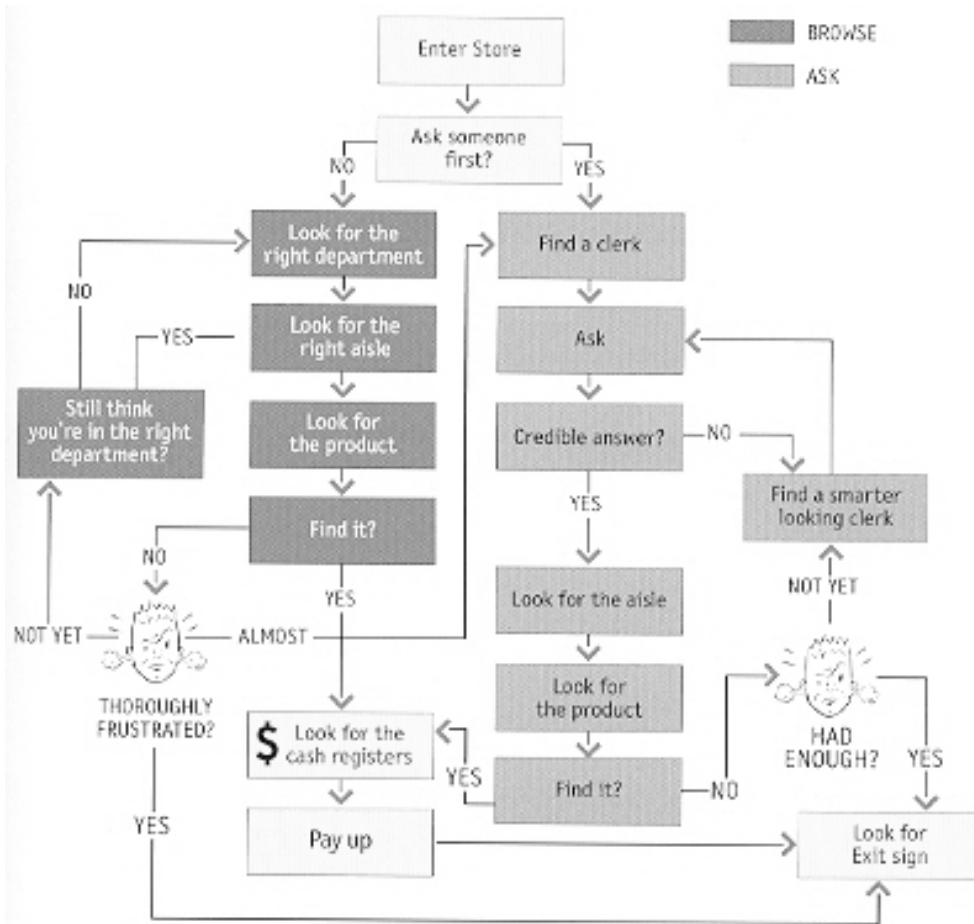 Enter Store
BROWSE
ASK
Ask someone
first?
NO
YES
Look for the
right department
Find a clerk
NO
YES
Look for the
right aisle
Ask
Still think
you're in the right
department?
Look for
the product
Credible answer?
NO
Find a smarter
looking clerk
YES
Find it?
NO
YES
NOT YET
ALMOST
Look for the aisle
NOT YET
THOROUGHLY
FRUSTRATED?
Look for
the product
HAD
ENOUGH?
$ Look for the
cash registers
YES
Find it?
NO
YES
YES
Pay up
Look for
Exit sign